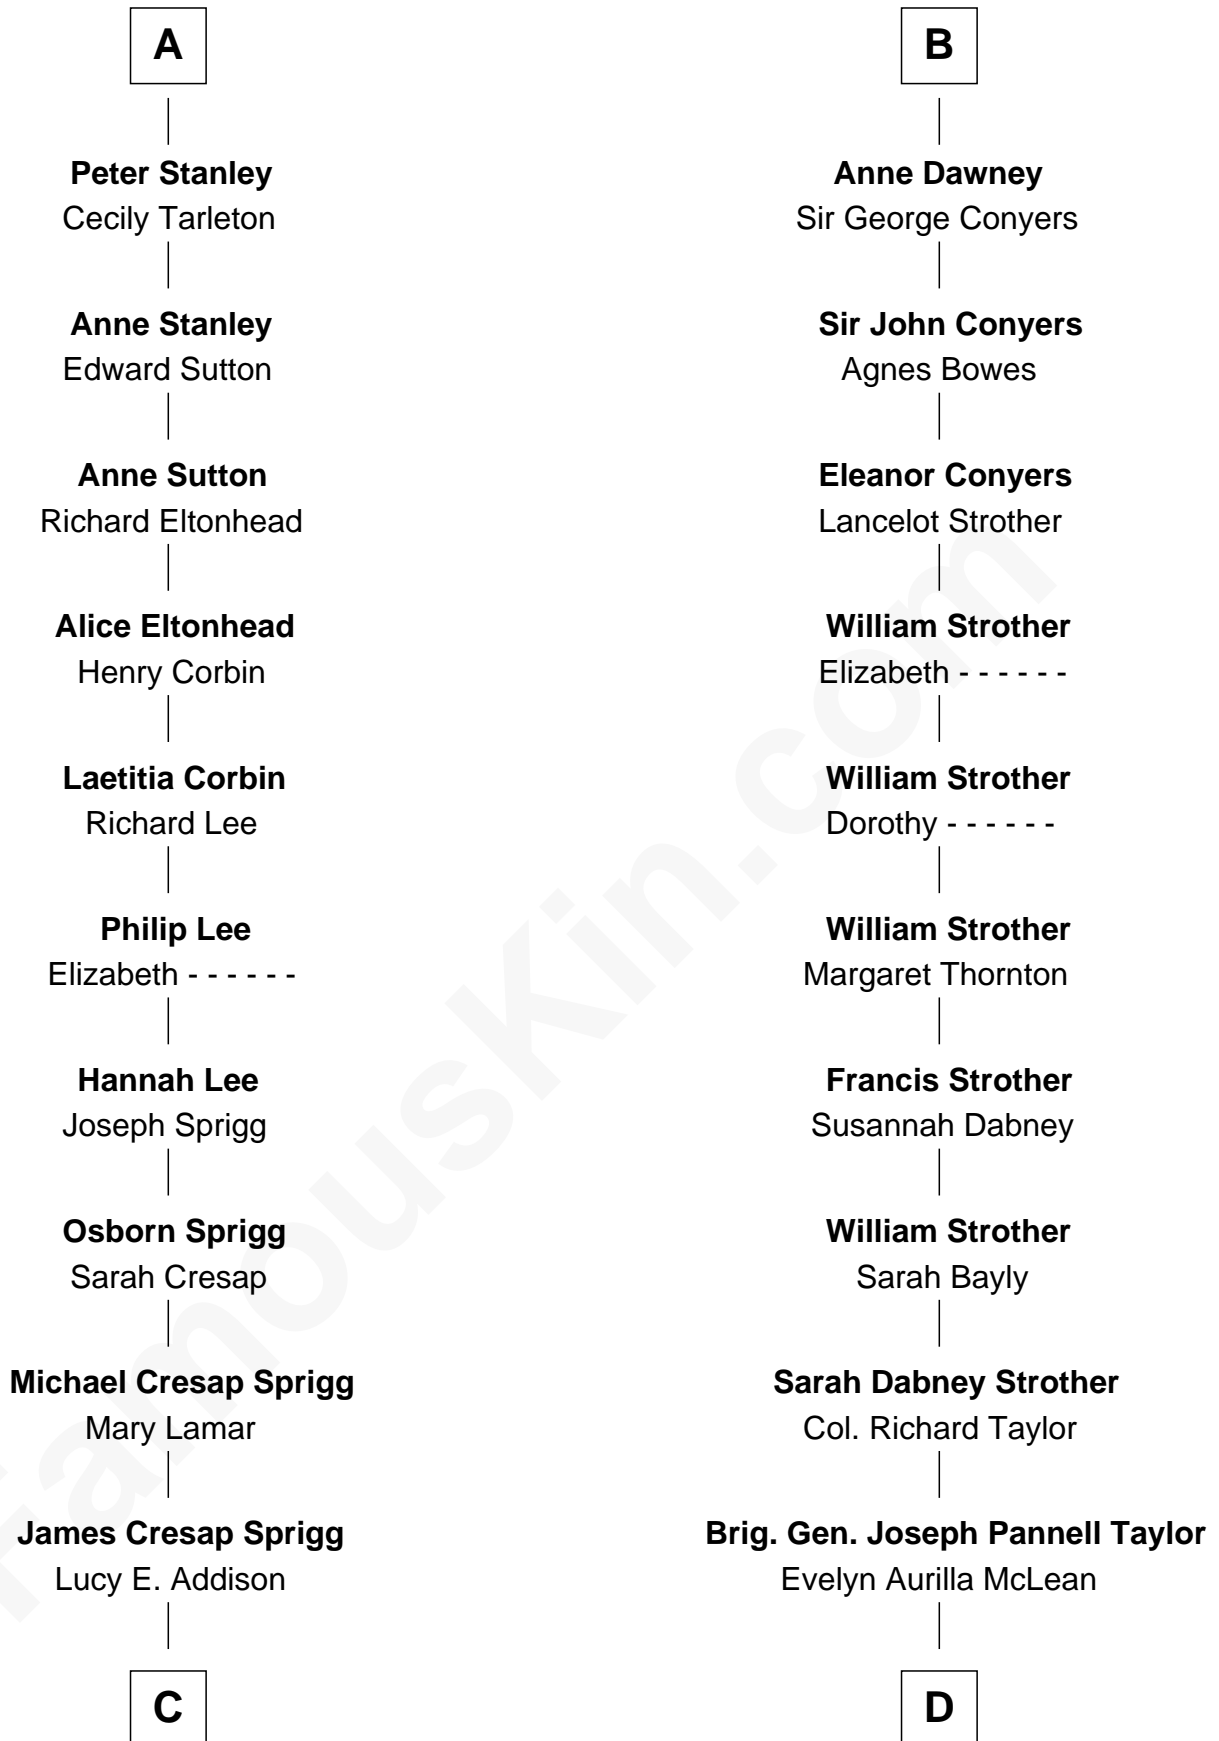 A
Peter Stanley
Cecily Tarleton
Anne Stanley
Edward Sutton
Anne Sutton
Richard Eltonhead
Alice Eltonhead
Henry Corbin
Laetitia Corbin
Richard Lee
Philip Lee
Elizabeth - - - - - -
Hannah Lee
Joseph Sprigg
Osborn Sprigg
Sarah Cresap
Michael Cresap Sprigg
Mary Lamar
James Cresap Sprigg
Lucy E. Addison
C
B
Anne Dawney
Sir George Conyers
Sir John Conyers
Agnes Bowes
Eleanor Conyers
Lancelot Strother
William Strother
Elizabeth - - - - - -
William Strother
Dorothy - - - - - -
William Strother
Margaret Thornton
Francis Strother
Susannah Dabney
William Strother
Sarah Bayly
Sarah Dabney Strother
Col. Richard Taylor
Brig. Gen. Joseph Pannell Taylor
Evelyn Aurilla McLean
D
FamousKin.com